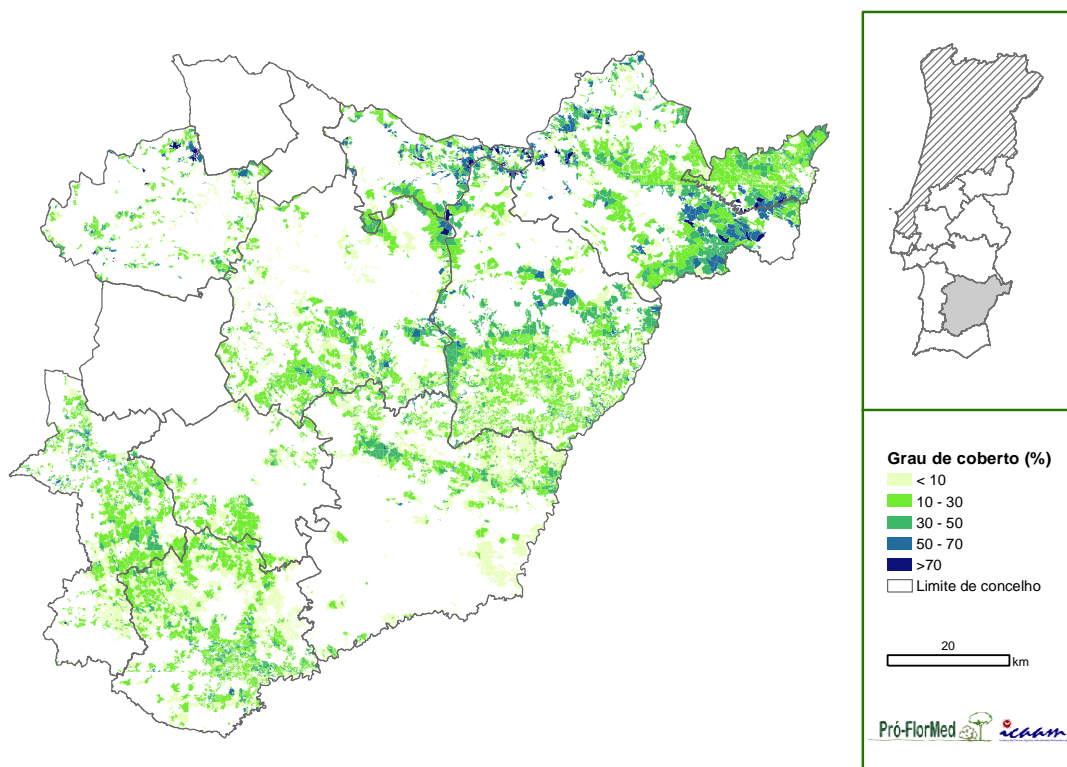 Grau de coberto (%)
< 10
10 - 30
30 - 50
50 - 70
>70
Limite de concelho
20
km
Pró-FlorMed
icaam